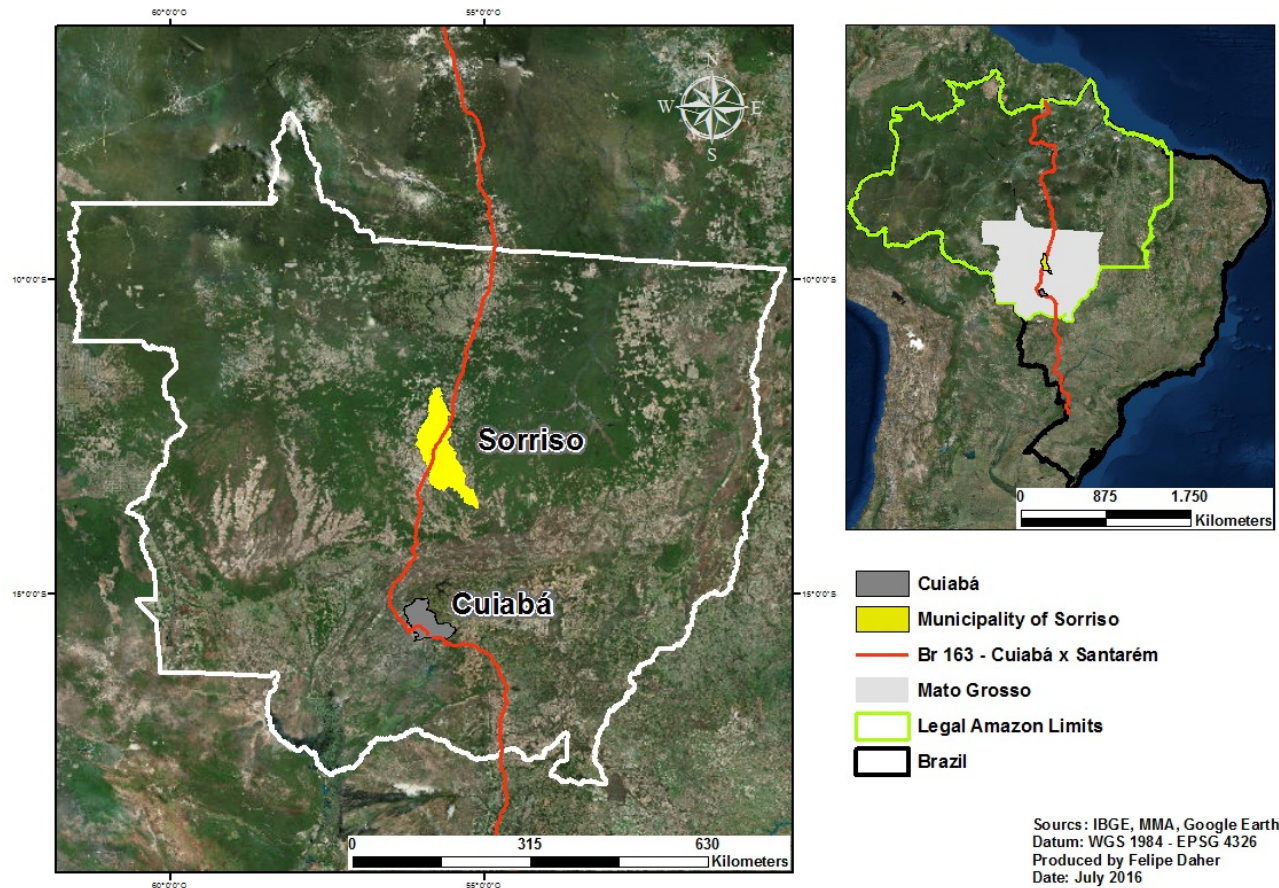 60°0'0"O
55°0'0"O
N
W
E
S
10°0'0"S
10°0'0"S
Sorriso
15°0'0"S
15°0'0"S
Cuiabá
0
315
630
Kilometers
60°0'0"O
55°0'0"O
0
875
1.750
Kilometers
Cuiabá
Municipality of Sorriso
Br 163 - Cuiabá x Santarém
Mato Grosso
Legal Amazon Limits
Brazil
Sourcs: IBGE, MMA, Google Earth
Datum: WGS 1984 - EPSG 4326
Produced by Felipe Daher
Date: July 2016